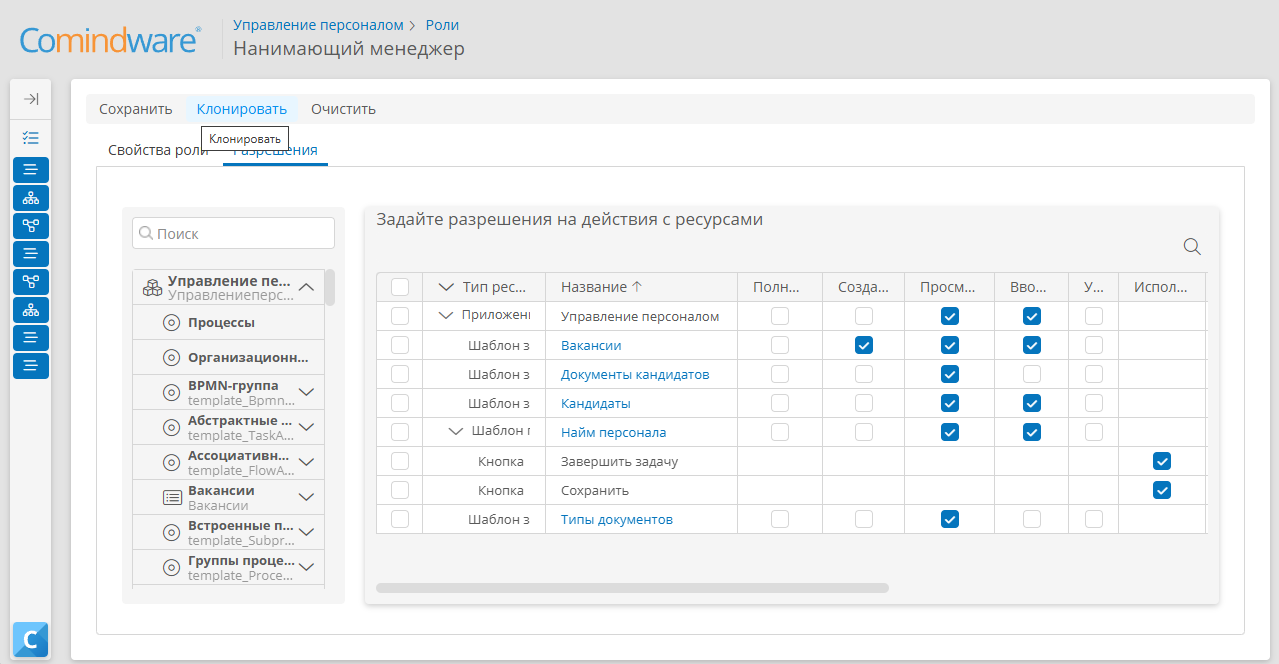 Comindware®
Управление персоналом > Роли
Нанимающий менеджер
Сохранить Клонировать Очистить
Клонировать
Свойства роли Разрешения
Поиск
Управление пе...
Управлениеперс...
Процессы
Организационн...
BPMN-группа
template_Bpmn...
Абстрактные ...
template_TaskA...
Ассоциативн...
template_FlowA...
Вакансии
Вакансии
Встроенные п...
template_Subpr...
Группы проце...
template_Proce...
Задайте разрешения на действия с ресурсами
Тип рес... Название ↑ Полн... Созда... Просм... Вво... У... Испол...
Приложени Управление персоналом
Шаблон з Вакансии
Шаблон з Документы кандидатов
Шаблон з Кандидаты
Шаблон п Найм персонала
Кнопка Завершить задачу
Кнопка Сохранить
Шаблон з Типы документов
C